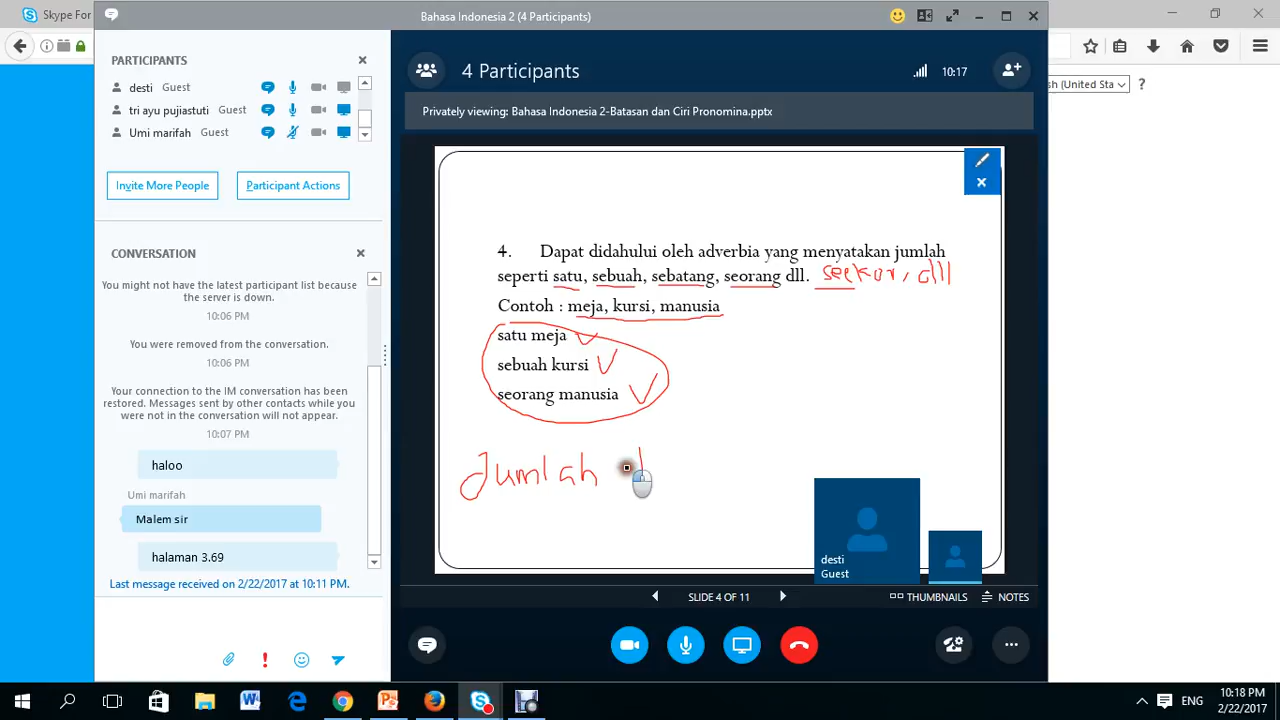 Skype For
Bahasa Indonesia 2 (4 Participants)
PARTICIPANTS
desti Guest
tri ayu pujiastuti Guest
Umi marifah Guest
Invite More People
Participant Actions
CONVERSATION
You might not have the latest participant list because
the server is down.
10:06 PM
You were removed from the conversation.
10:06 PM
Your connection to the IM conversation has been
restored. Messages sent by other contacts while you
were not in the conversation will not appear.
10:07 PM
haloo
Umi marifah
Malem sir
halaman 3.69
Last message received on 2/22/2017 at 10:11 PM.
4 Participants
10:17
Privately viewing: Bahasa Indonesia 2-Batasan dan Ciri Pronomina.pptx
4. Dapat didahului oleh adverbia yang menyatakan jumlah
seperti satu, sebuah, sebatang, seorang dll. seekor, dll
Contoh : meja, kursi, manusia
satu meja
sebuah kursi
seorang manusia
Jumlah
desti
Guest
SLIDE 4 OF 11
THUMBNAILS
NOTES
sh (United Sta
?
ENG
10:18 PM
2/22/2017